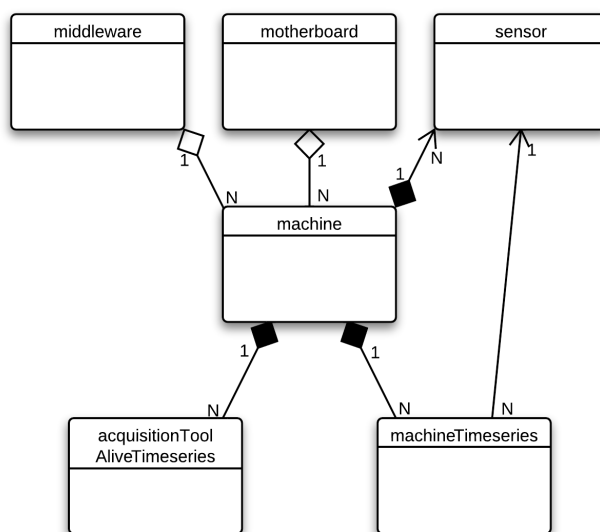 middleware
motherboard
sensor
1
1
N
1
1
N
N
machine
1
1
N
N
N
acquisitionTool
AliveTimeseries
machineTimeseries